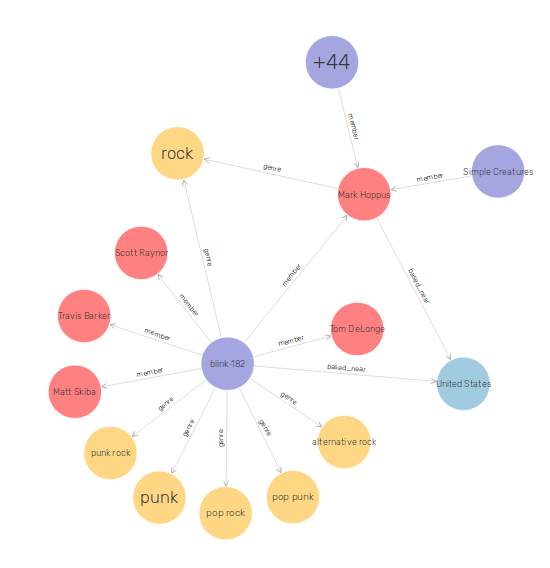 +44
member
rock
genre
Simple Creatures
member
Mark Hoppus
genre
Scott Raynor
member
member
based_near
Travis Barker
member
Tom DeLonge
member
blink-182
based_near
member
Matt Skiba
United States
genre
genre
genre
genre
genre
punk rock
alternative rock
punk
pop rock
pop punk